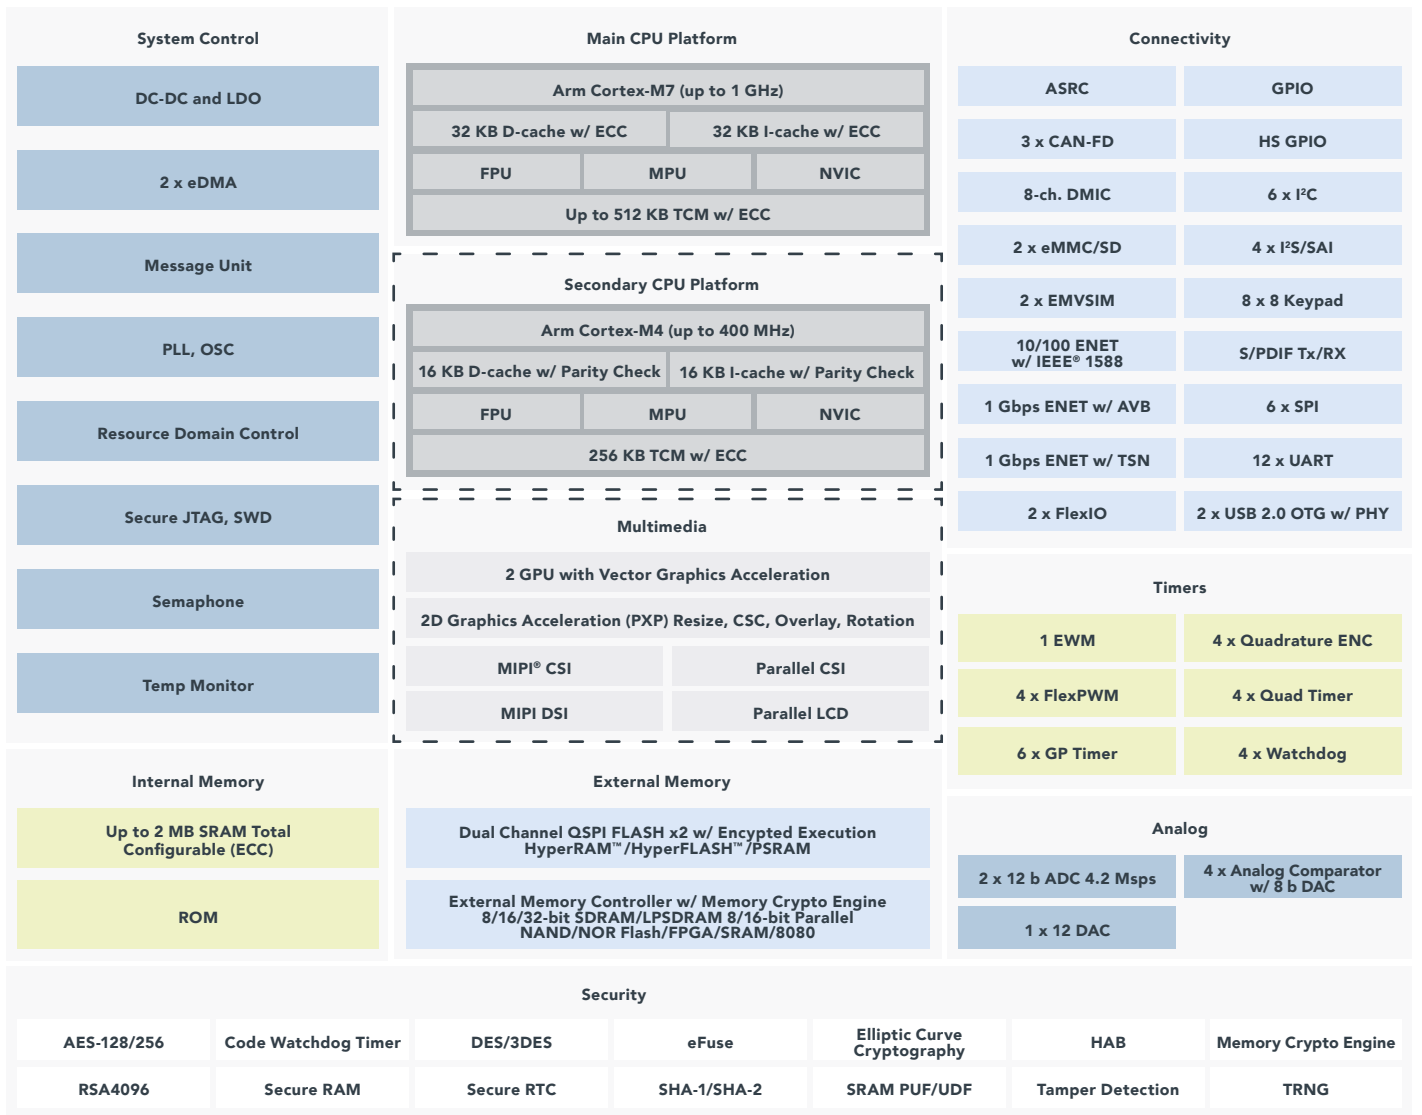 System Control
DC-DC and LDO
2 x eDMA
Message Unit
PLL, OSC
Resource Domain Control
Secure JTAG, SWD
Semaphone
Temp Monitor
Main CPU Platform
Arm Cortex-M7 (up to 1 GHz)
32 KB D-cache w/ ECC
32 KB I-cache w/ ECC
FPU
MPU
NVIC
Up to 512 KB TCM w/ ECC
Secondary CPU Platform
Arm Cortex-M4 (up to 400 MHz)
16 KB D-cache w/ Parity Check
16 KB I-cache w/ Parity Check
FPU
MPU
NVIC
256 KB TCM w/ ECC
Multimedia
2 GPU with Vector Graphics Acceleration
2D Graphics Acceleration (PXP) Resize, CSC, Overlay, Rotation
MIPI® CSI
Parallel CSI
MIPI DSI
Parallel LCD
Connectivity
ASRC
GPIO
3 x CAN-FD
HS GPIO
8-ch. DMIC
6 x I²C
2 x eMMC/SD
4 x I²S/SAI
2 x EMVSIM
8 x 8 Keypad
10/100 ENET
w/ IEEE® 1588
S/PDIF Tx/RX
1 Gbps ENET w/ AVB
6 x SPI
1 Gbps ENET w/ TSN
12 x UART
2 x FlexIO
2 x USB 2.0 OTG w/ PHY
Timers
1 EWM
4 x Quadrature ENC
4 x FlexPWM
4 x Quad Timer
6 x GP Timer
4 x Watchdog
Internal Memory
Up to 2 MB SRAM Total
Configurable (ECC)
ROM
External Memory
Dual Channel QSPI FLASH x2 w/ Encypted Execution
HyperRAM™/HyperFLASH™/PSRAM
External Memory Controller w/ Memory Crypto Engine
8/16/32-bit SDRAM/LPSDRAM 8/16-bit Parallel
NAND/NOR Flash/FPGA/SRAM/8080
Analog
2 x 12 b ADC 4.2 Msps
4 x Analog Comparator
w/ 8 b DAC
1 x 12 DAC
Security
AES-128/256
Code Watchdog Timer
DES/3DES
eFuse
Elliptic Curve
Cryptography
HAB
Memory Crypto Engine
RSA4096
Secure RAM
Secure RTC
SHA-1/SHA-2
SRAM PUF/UDF
Tamper Detection
TRNG